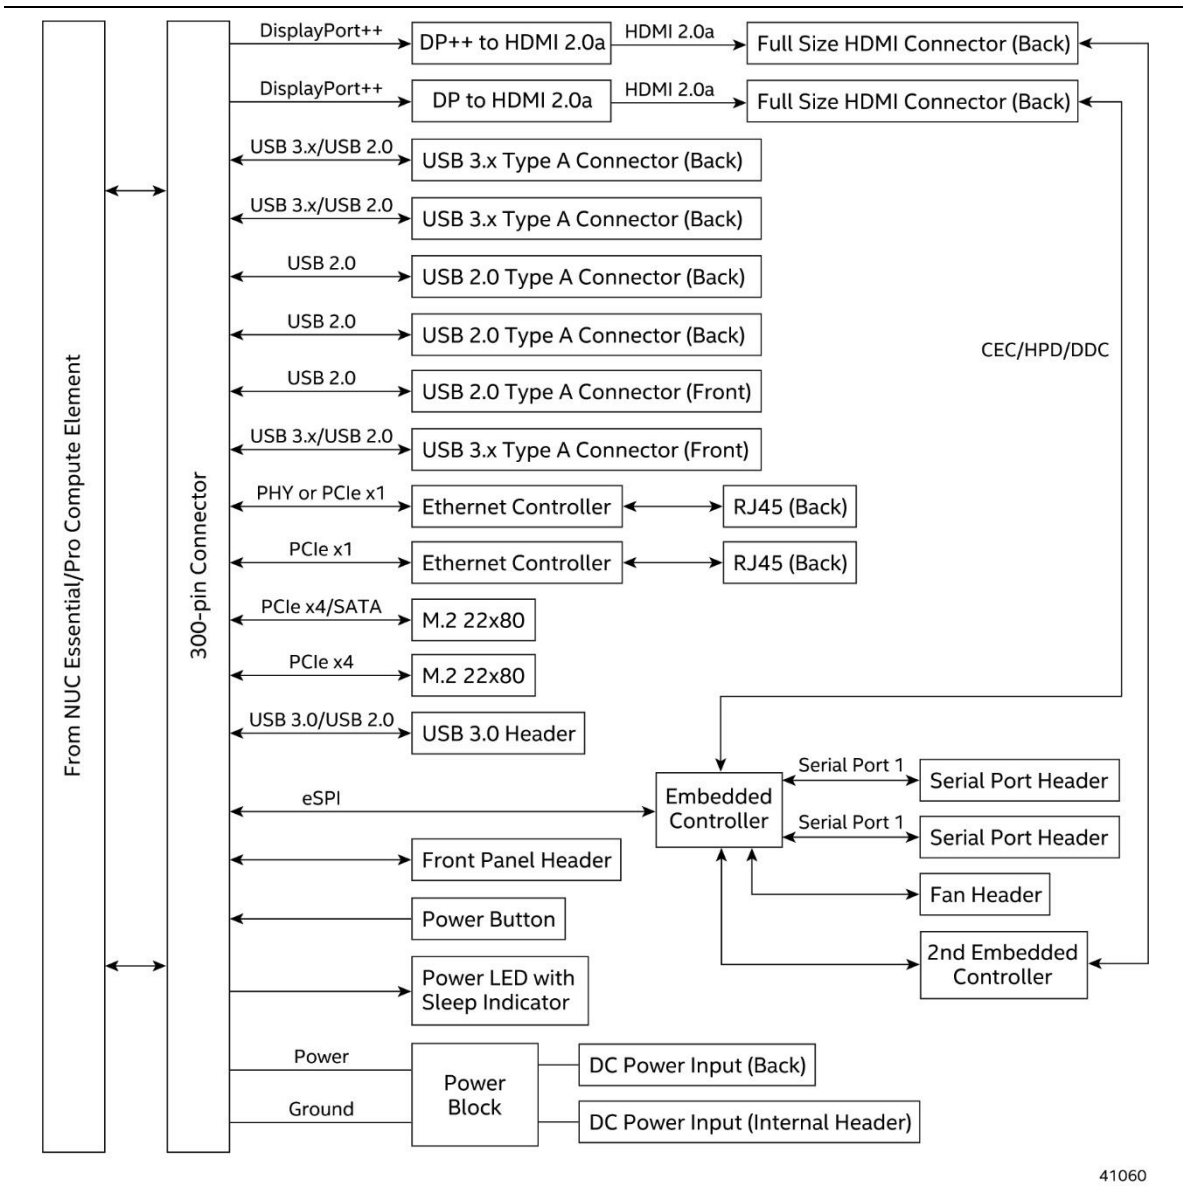 DisplayPort++
DP++ to HDMI 2.0a
HDMI 2.0a
Full Size HDMI Connector (Back)
DisplayPort++
DP to HDMI 2.0a
HDMI 2.0a
Full Size HDMI Connector (Back)
USB 3.x/USB 2.0
USB 3.x Type A Connector (Back)
USB 3.x/USB 2.0
USB 3.x Type A Connector (Back)
USB 2.0
USB 2.0 Type A Connector (Back)
USB 2.0
USB 2.0 Type A Connector (Back)
CEC/HPD/DDC
USB 2.0
USB 2.0 Type A Connector (Front)
USB 3.x/USB 2.0
USB 3.x Type A Connector (Front)
From NUC Essential/Pro Compute Element
300-pin Connector
PHY or PCIe x1
Ethernet Controller
RJ45 (Back)
PCIe x1
Ethernet Controller
RJ45 (Back)
PCIe x4/SATA
M.2 22x80
PCIe x4
M.2 22x80
USB 3.0/USB 2.0
USB 3.0 Header
eSPI
Embedded
Controller
Serial Port 1
Serial Port Header
Serial Port 1
Serial Port Header
Front Panel Header
Fan Header
Power Button
2nd Embedded
Controller
Power LED with
Sleep Indicator
Power
Ground
Power
Block
DC Power Input (Back)
DC Power Input (Internal Header)
41060